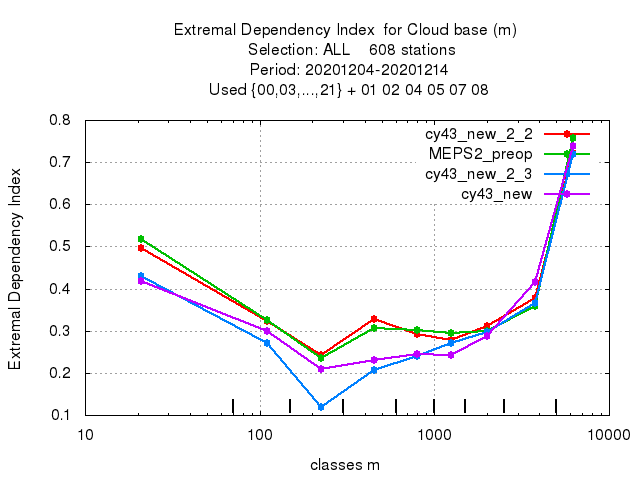 Extremal Dependency Index  for Cloud base (m)
Selection: ALL    608 stations
Period: 20201204-20201214
Used {00,03,...,21} + 01 02 04 05 07 08
cy43_new_2_2
MEPS2_preop
cy43_new_2_3
cy43_new
Extremal Dependency Index
0.8
0.7
0.6
0.5
0.4
0.3
0.2
0.1
10 100 1000 10000
classes m